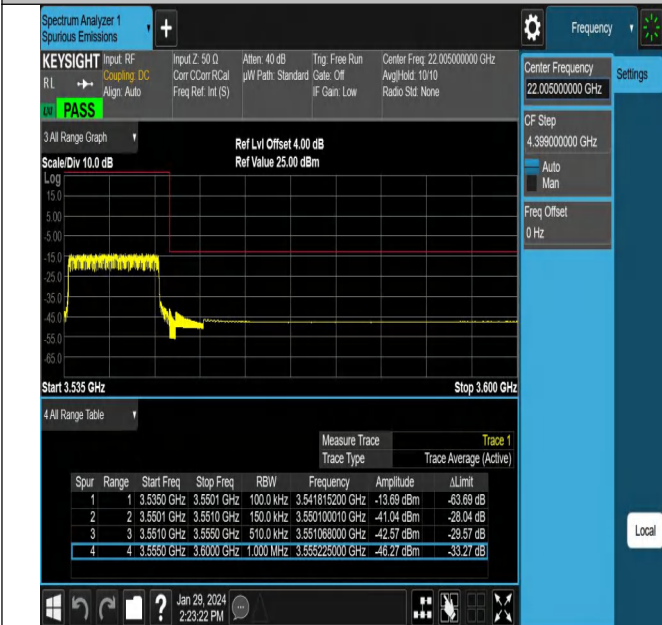 Spectrum Analyzer 1
Spurious Emissions
+
Frequency
KEYSIGHT
RL
PASS
Input: RF
Coupling: DC
Align: Auto
Input Z: 50 Ω
Corr CCorr RCal
Freq Ref: Int (S)
Atten: 40 dB
µW Path: Standard
Trig: Free Run
Gate: Off
IF Gain: Low
Center Freq: 22.005000000 GHz
Avg|Hold: 10/10
Radio Std: None
Center Frequency
22.005000000 GHz
Settings
CF Step
4.399000000 GHz
Auto
Man
Freq Offset
0 Hz
3 All Range Graph
Scale/Div 10.0 dB
Ref Lvl Offset 4.00 dB
Ref Value 25.00 dBm
Log
15.0
5.00
-5.00
-15.0
-25.0
-35.0
-45.0
-55.0
-65.0
Start 3.535 GHz
Stop 3.600 GHz
4 All Range Table
Measure Trace Trace 1
Trace Type Trace Average (Active)
Spur Range Start Freq Stop Freq RBW Frequency Amplitude ΔLimit
1 1 3.5350 GHz 3.5501 GHz 100.0 kHz 3.541815200 GHz -13.69 dBm -63.69 dB
2 2 3.5501 GHz 3.5510 GHz 150.0 kHz 3.550100010 GHz -41.04 dBm -28.04 dB
3 3 3.5510 GHz 3.5550 GHz 510.0 kHz 3.551068000 GHz -42.57 dBm -29.57 dB
4 4 3.5550 GHz 3.6000 GHz 1.000 MHz 3.555225000 GHz -46.27 dBm -33.27 dB
Local
?
Jan 29, 2024
2:23:22 PM